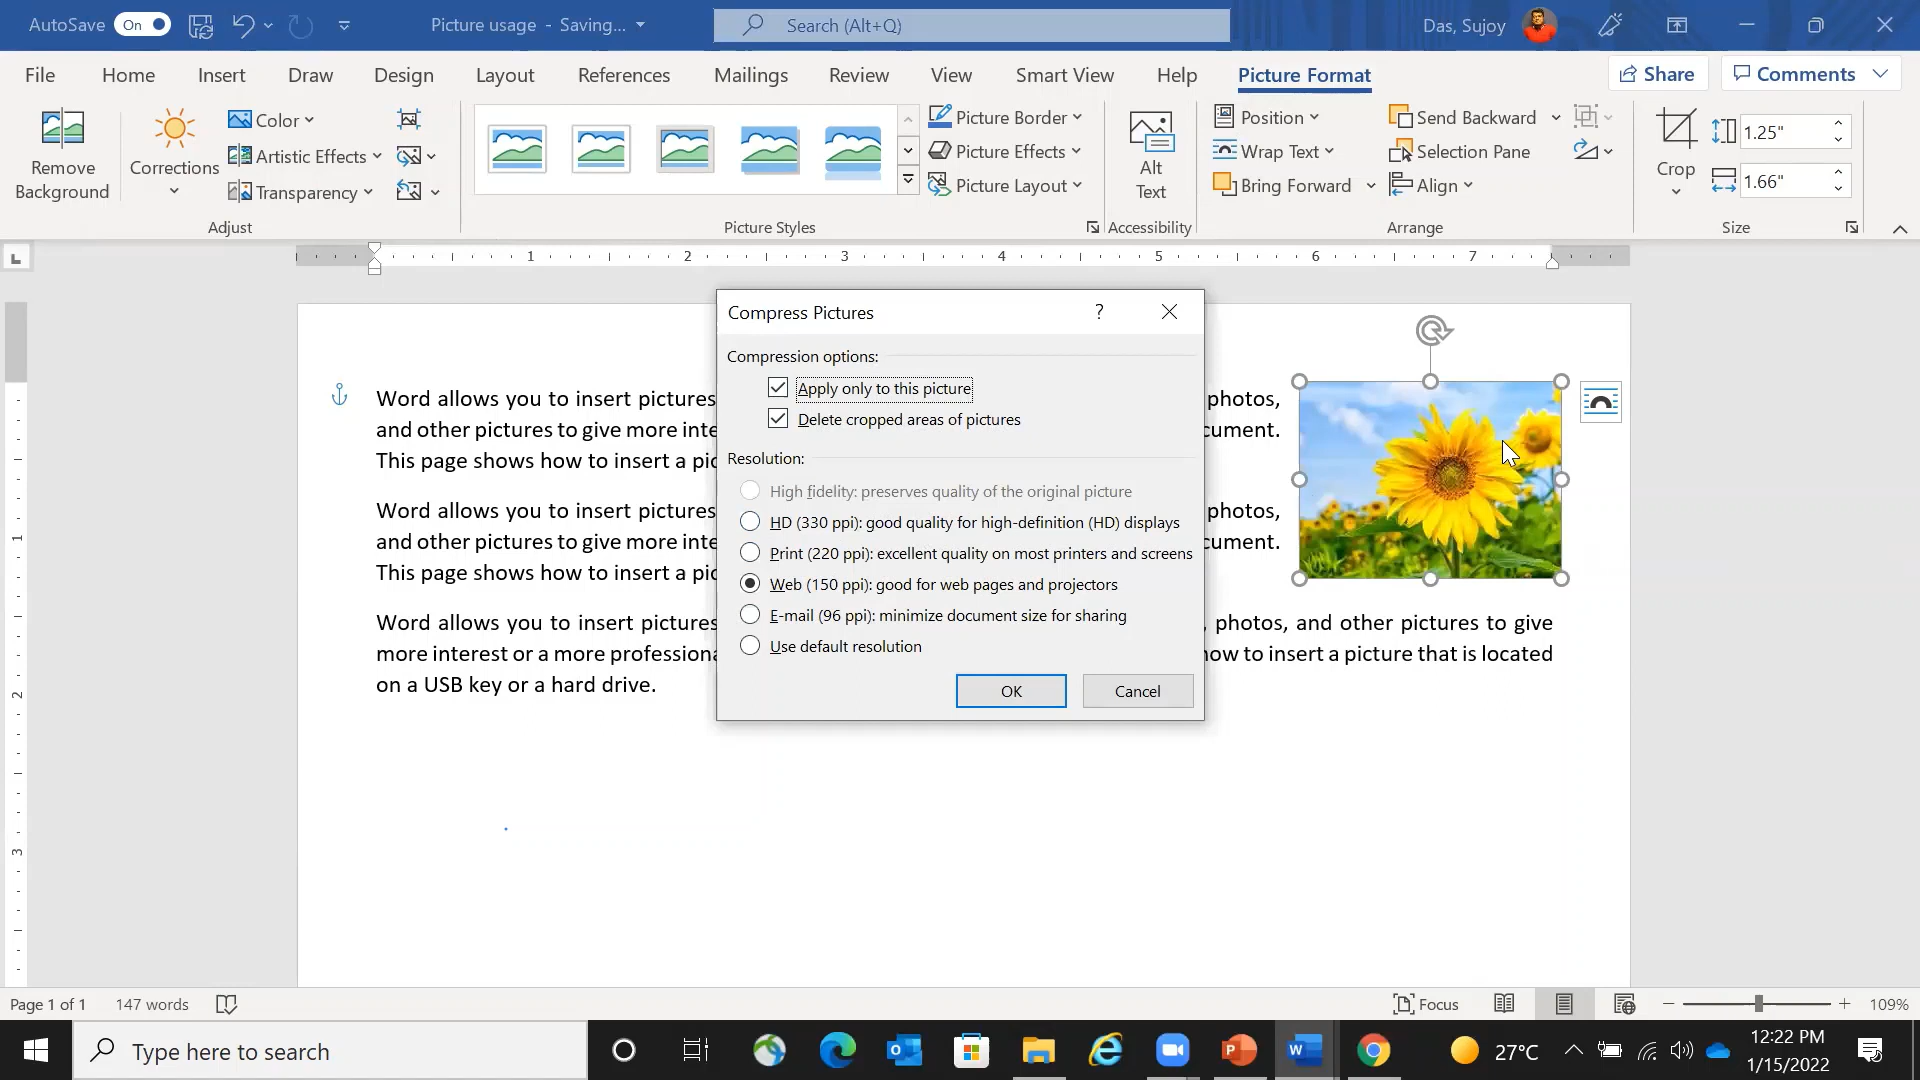 AutoSave On Picture usage - Saving... Search (Alt+Q) Das, Sujoy
File Home Insert Draw Design Layout References Mailings Review View Smart View Help Picture Format Share Comments
Remove Background
Corrections
Color
Artistic Effects
Transparency
Adjust
Picture Styles
Picture Border
Picture Effects
Picture Layout
Alt Text
Accessibility
Position
Wrap Text
Bring Forward
Send Backward
Selection Pane
Align
Arrange
Crop
1.25"
1.66"
Size
1 2 3 4 5 6 7
Compress Pictures ?
Compression options:
Apply only to this picture
Delete cropped areas of pictures
Resolution:
High fidelity: preserves quality of the original picture
HD (330 ppi): good quality for high-definition (HD) displays
Print (220 ppi): excellent quality on most printers and screens
Web (150 ppi): good for web pages and projectors
E-mail (96 ppi): minimize document size for sharing
Use default resolution
OK Cancel
Word allows you to insert pictures photos,
and other pictures to give more inte cument.
This page shows how to insert a pic
Word allows you to insert pictures photos,
and other pictures to give more inte cument.
This page shows how to insert a pic
Word allows you to insert pictures , photos, and other pictures to give
more interest or a more professiona ow to insert a picture that is located
on a USB key or a hard drive.
1
2
3
Page 1 of 1 147 words Focus 109%
Type here to search 27°C 12:22 PM
1/15/2022